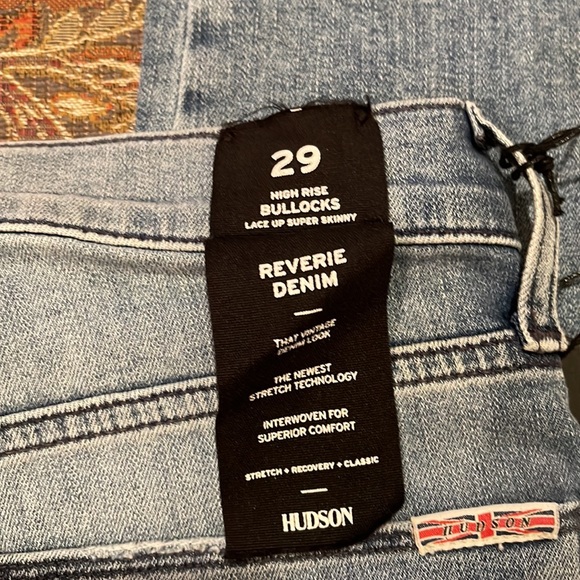 29
HIGH RISE
BULLOCKS
LACE UP SUPER SKINNY
REVERIE
DENIM
THAT VINTAGE
DENIM LOOK
THE NEWEST
STRETCH TECHNOLOGY
INTERWOVEN FOR
SUPERIOR COMFORT
STRETCH + RECOVERY + CLASSIC
HUDSON
HUDSON